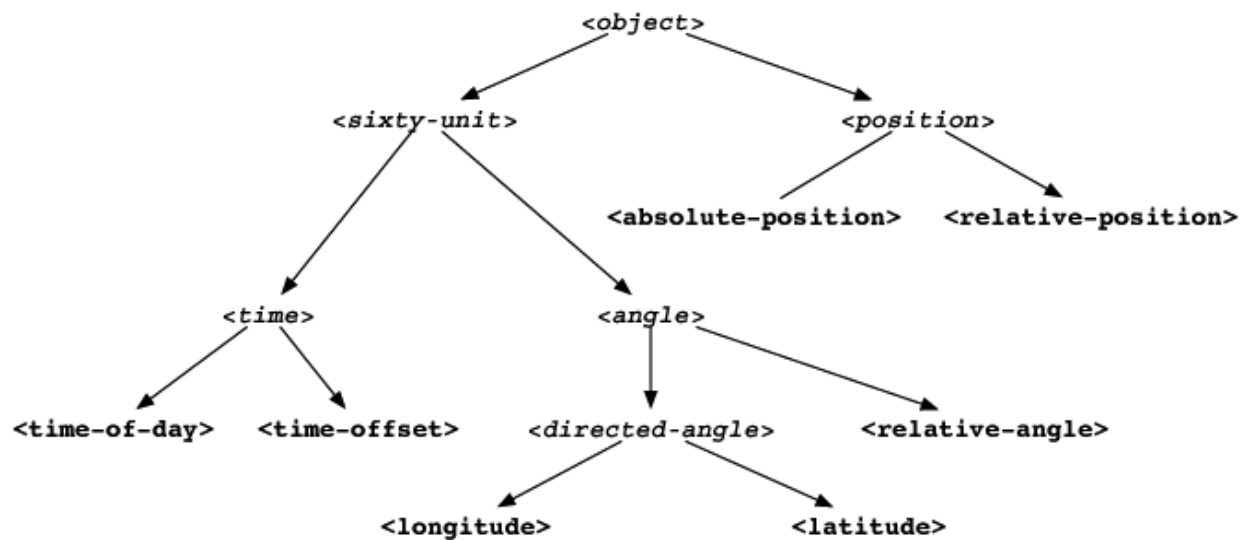 <object>
<sixty-unit> <position>
<absolute-position> <relative-position>
<time> <angle>
<time-of-day> <time-offset> <directed-angle> <relative-angle>
<longitude> <latitude>